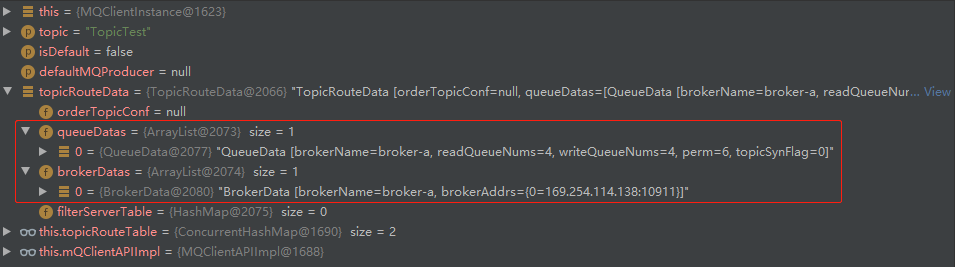 this = {MQClientInstance@1623}
topic = "TopicTest"
isDefault = false
defaultMQProducer = null
topicRouteData = {TopicRouteData@2066} "TopicRouteData [orderTopicConf=null, queueDatas=[QueueData [brokerName=broker-a, readQueueNur... View
orderTopicConf = null
queueDatas = {ArrayList@2073} size = 1
0 = {QueueData@2077} "QueueData [brokerName=broker-a, readQueueNums=4, writeQueueNums=4, perm=6, topicSynFlag=0]"
brokerDatas = {ArrayList@2074} size = 1
0 = {BrokerData@2080} "BrokerData [brokerName=broker-a, brokerAddrs={0=169.254.114.138:10911}]"
filterServerTable = {HashMap@2075} size = 0
this.topicRouteTable = {ConcurrentHashMap@1690} size = 2
this.mQClientAPIImpl = {MQClientAPIImpl@1688}